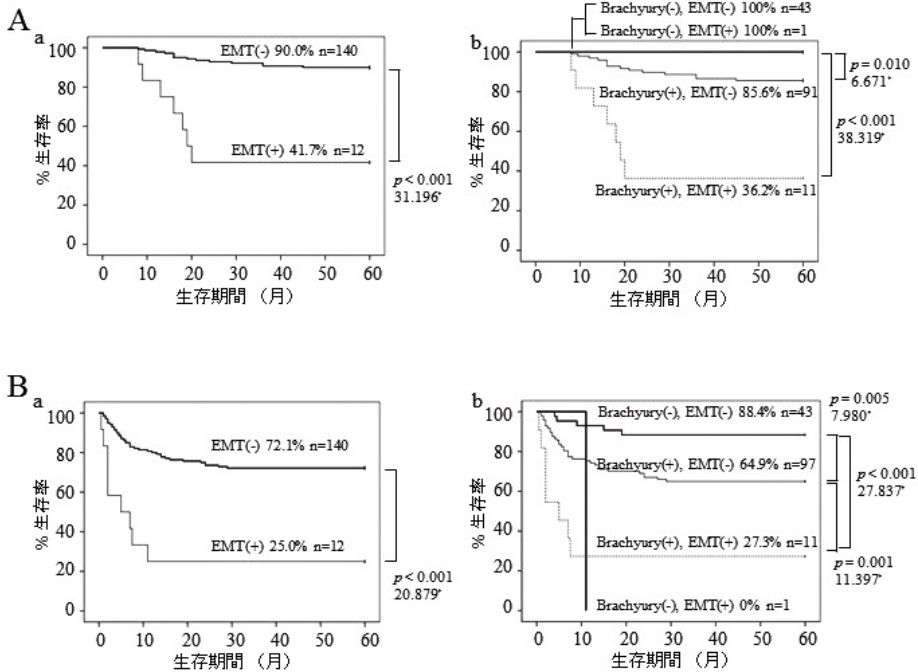 A
a
100
80
60
40
20
0
% 生存率
EMT(-) 90.0% n=140
EMT(+) 41.7% n=12
p < 0.001
31.196*
0 10 20 30 40 50 60
生存期間 （月）
b
Brachyury(-), EMT(-) 100% n=43
Brachyury(-), EMT(+) 100% n=1
100
80
60
40
20
0
% 生存率
Brachyury(+), EMT(-) 85.6% n=91
Brachyury(+), EMT(+) 36.2% n=11
p = 0.010
6.671*
p < 0.001
38.319*
0 10 20 30 40 50 60
生存期間 （月）
B
a
100
80
60
40
20
0
% 生存率
EMT(-) 72.1% n=140
EMT(+) 25.0% n=12
p < 0.001
20.879*
0 10 20 30 40 50 60
生存期間 （月）
b
100
80
60
40
20
0
% 生存率
Brachyury(-), EMT(-) 88.4% n=43
Brachyury(+), EMT(-) 64.9% n=97
Brachyury(+), EMT(+) 27.3% n=11
Brachyury(-), EMT(+) 0% n=1
p = 0.005
7.980*
p < 0.001
27.837*
p = 0.001
11.397*
0 10 20 30 40 50 60
生存期間 （月）